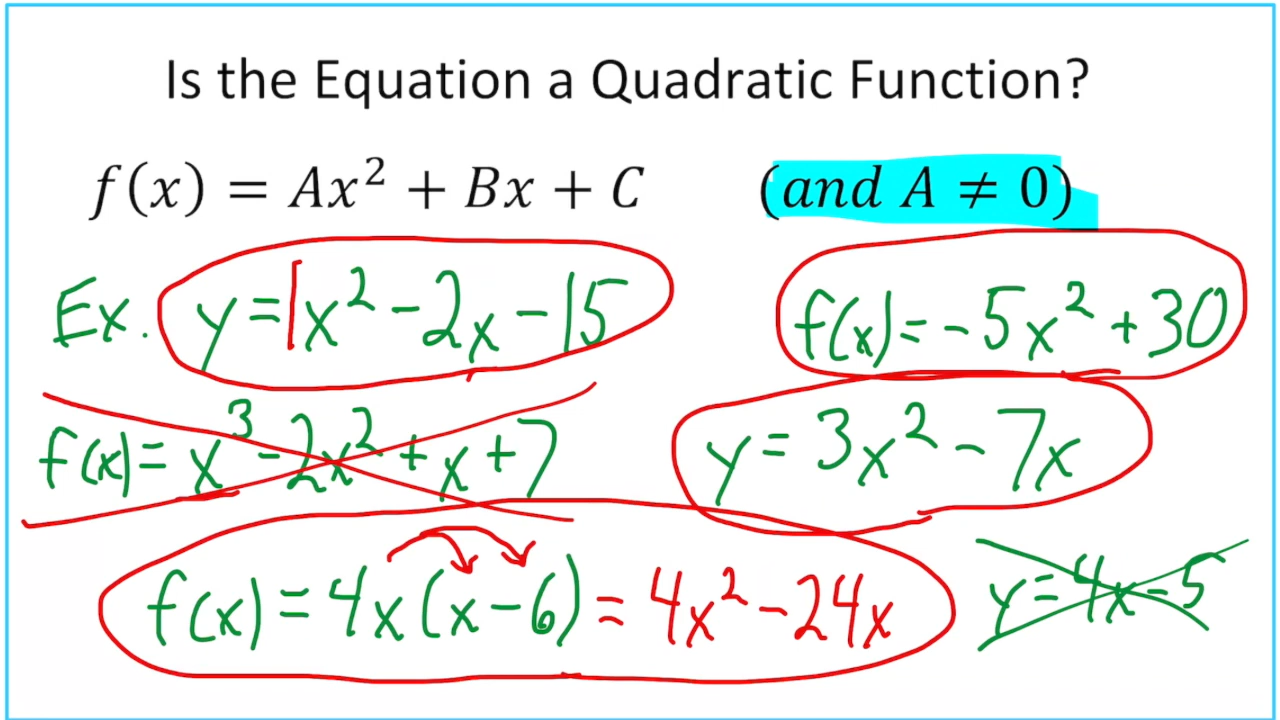 Is the Equation a Quadratic Function?
f(x) = Ax² + Bx + C (and A ≠ 0)
Ex. y = 1x² - 2x - 15 f(x) = -5x² + 30
f(x) = x³ - 2x² + x + 7 y = 3x² - 7x
f(x) = 4x(x - 6) = 4x² - 24x y = 4x - 5